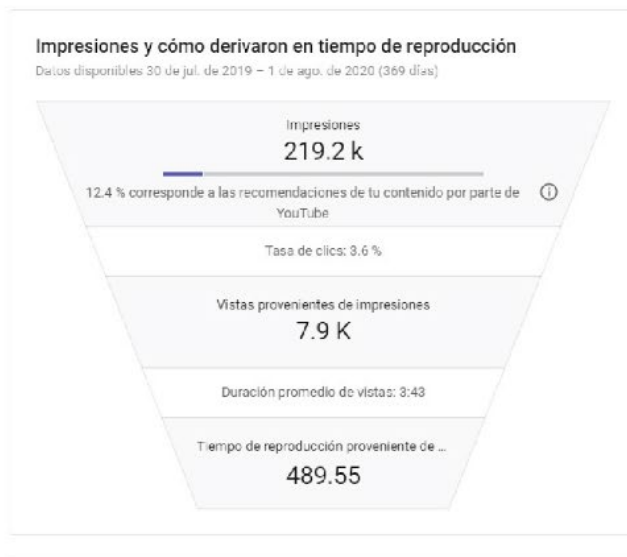 Impresiones y cómo derivaron en tiempo de reproducción
Datos disponibles 30 de jul. de 2019 – 1 de ago. de 2020 (369 días)
Impresiones
219.2 k
12.4 % corresponde a las recomendaciones de tu contenido por parte de
YouTube
Tasa de clics: 3.6 %
Vistas provenientes de impresiones
7.9 K
Duración promedio de vistas: 3:43
Tiempo de reproducción proveniente de ...
489.55